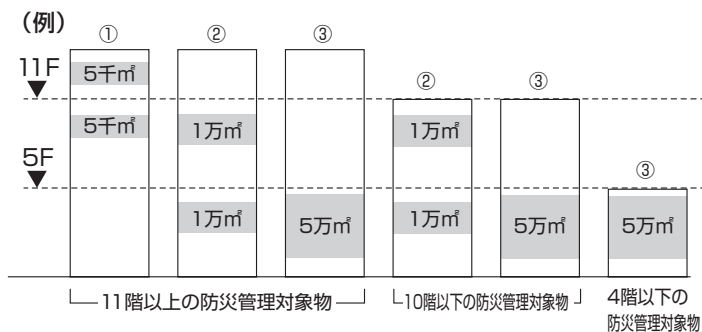 (例)
① ② ③
11F
5千㎡
② ③
5千㎡ 1万㎡ 1万㎡
5F
③
1万㎡ 5万㎡ 1万㎡ 5万㎡ 5万㎡
11階以上の防災管理対象物 10階以下の防災管理対象物 4階以下の
防災管理対象物